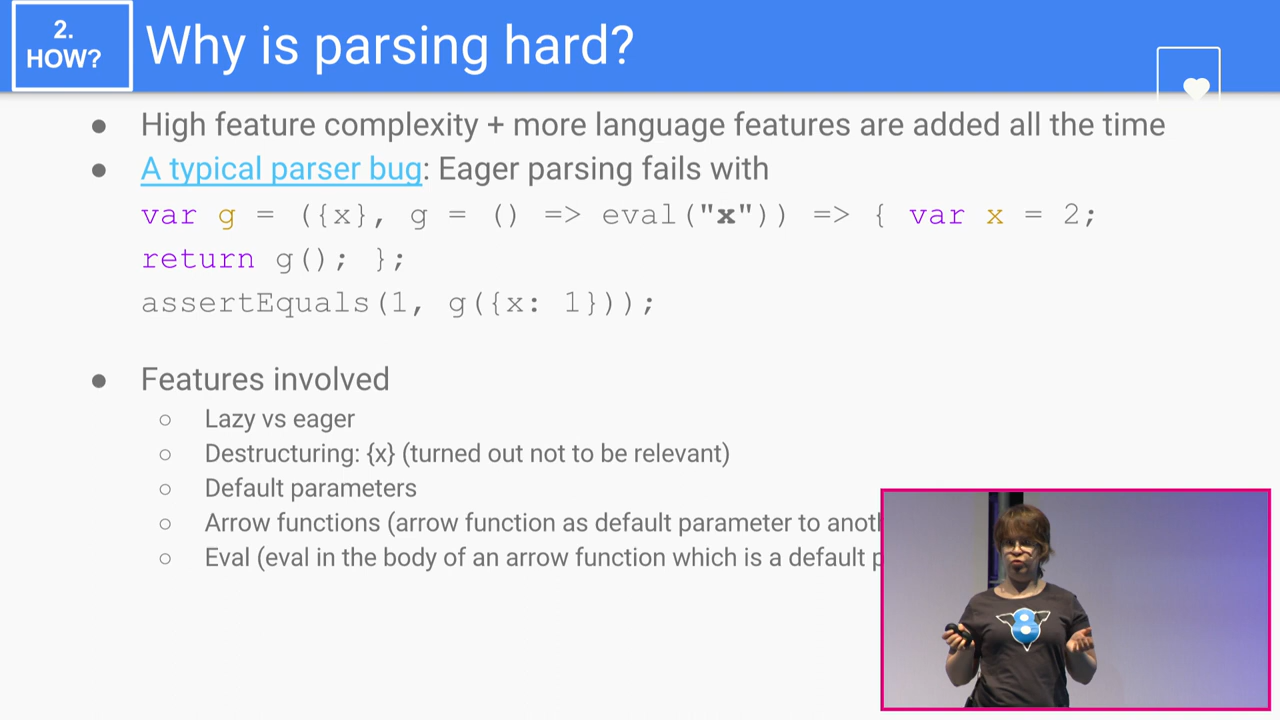 2.
HOW?
Why is parsing hard?
● High feature complexity + more language features are added all the time
● A typical parser bug: Eager parsing fails with
var g = ({x}, g = () => eval("x")) => { var x = 2;
return g(); };
assertEquals(1, g({x: 1}));
● Features involved
○ Lazy vs eager
○ Destructuring: {x} (turned out not to be relevant)
○ Default parameters
○ Arrow functions (arrow function as default parameter to
○ Eval (eval in the body of an arrow function which is a default
8